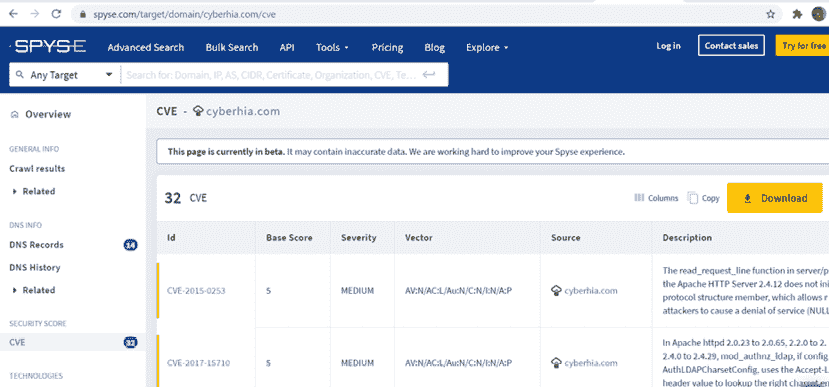 spyse.com/target/domain/cyberhia.com/cve
SPYSE Advanced Search Bulk Search API Tools Pricing Blog Explore Log in Contact sales Try for free
Any Target Search for: Domain, IP, AS, CIDR, Certificate, Organization, CVE, Te...
Overview
CVE - cyberhia.com
GENERAL INFO
Crawl results
Related
This page is currently in beta. It may contain inaccurate data. We are working hard to improve your Spyse experience.
32 CVE Columns Copy Download
DNS INFO
DNS Records 14
DNS History
Related
Id Base Score Severity Vector Source Description
CVE-2015-0253 5 MEDIUM AV:N/AC:L/Au:N/C:N/I:N/A:P cyberhia.com
The read_request_line function in server/p
the Apache HTTP Server 2.4.12 does not ini
protocol structure member, which allows r
attackers to cause a denial of service (NULL
SECURITY SCORE
CVE 32
TECHNOLOGIES
CVE-2017-15710 5 MEDIUM AV:N/AC:L/Au:N/C:N/I:N/A:P cyberhia.com
In Apache httpd 2.0.23 to 2.0.65, 2.2.0 to 2.
2.4.0 to 2.4.29, mod_authnz_ldap, if config
AuthLDAPCharsetConfig, uses the Accept-L
header value to lookup the right